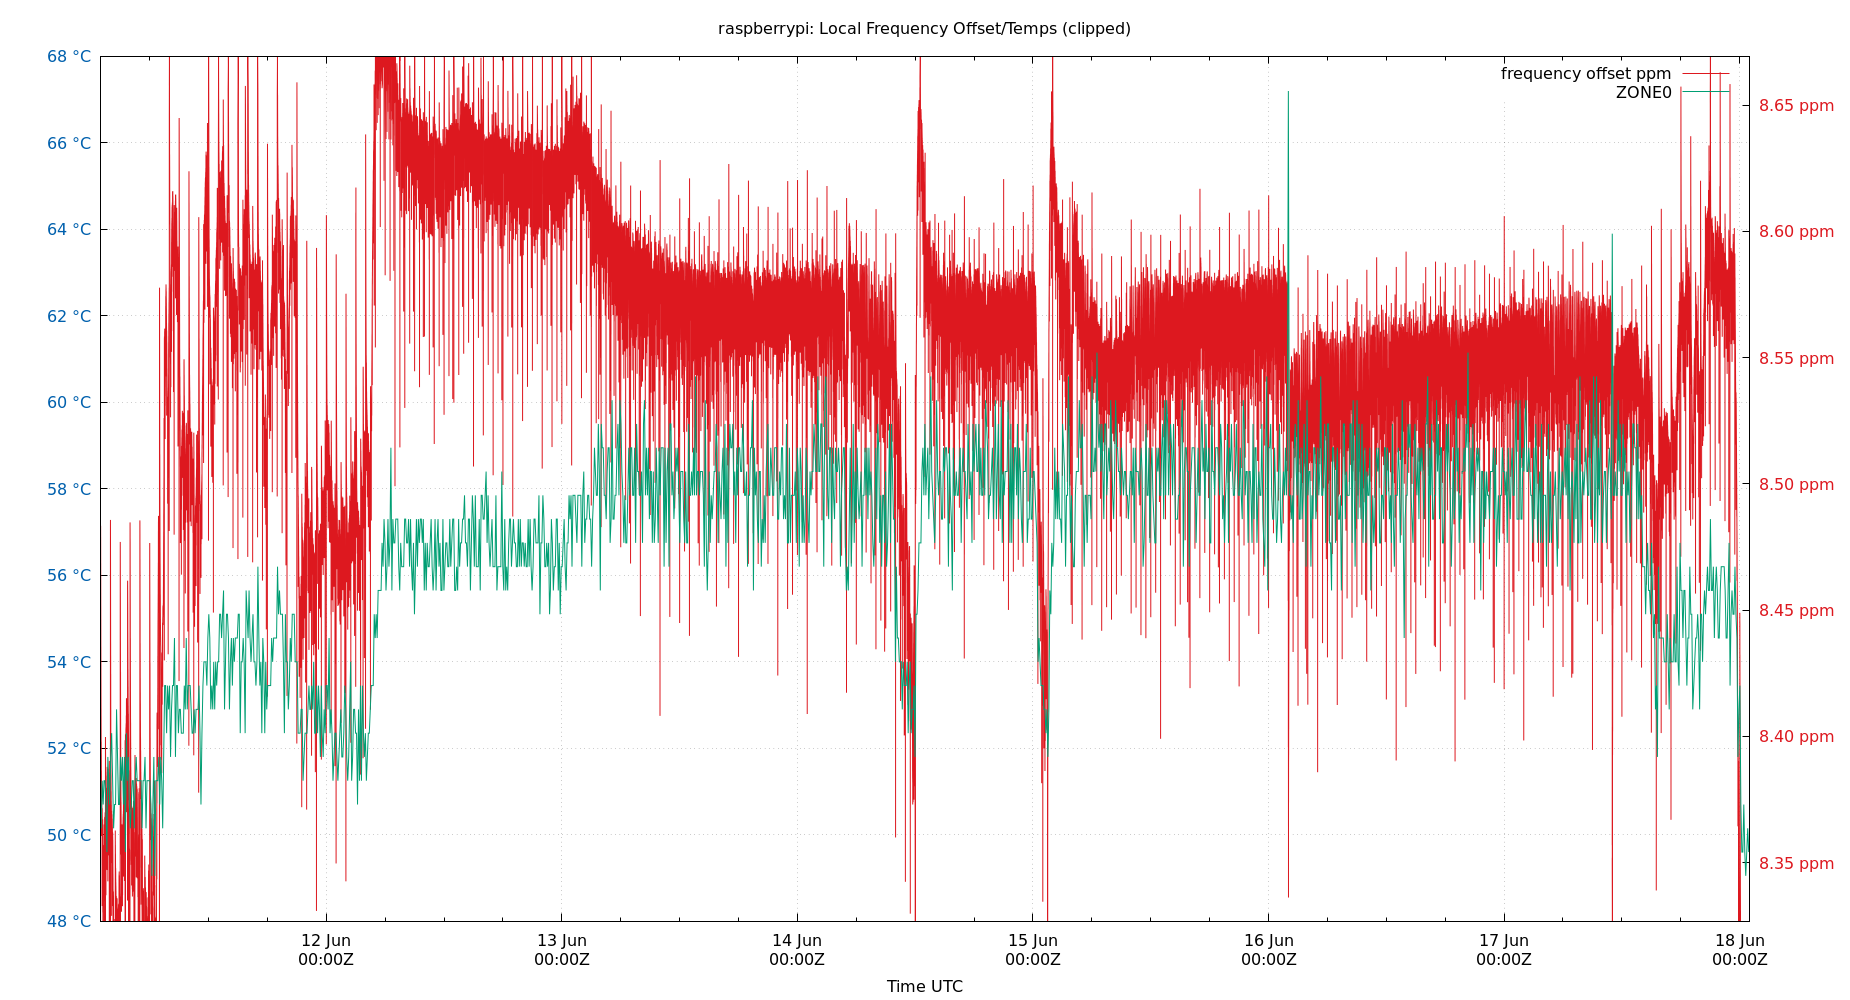 raspberrypi: Local Frequency Offset/Temps (clipped)
frequency offset ppm
ZONE0
68 °C
66 °C
64 °C
62 °C
60 °C
58 °C
56 °C
54 °C
52 °C
50 °C
48 °C
8.65 ppm
8.60 ppm
8.55 ppm
8.50 ppm
8.45 ppm
8.40 ppm
8.35 ppm
12 Jun 13 Jun 14 Jun 15 Jun 16 Jun 17 Jun 18 Jun
00:00Z 00:00Z 00:00Z 00:00Z 00:00Z 00:00Z 00:00Z
Time UTC